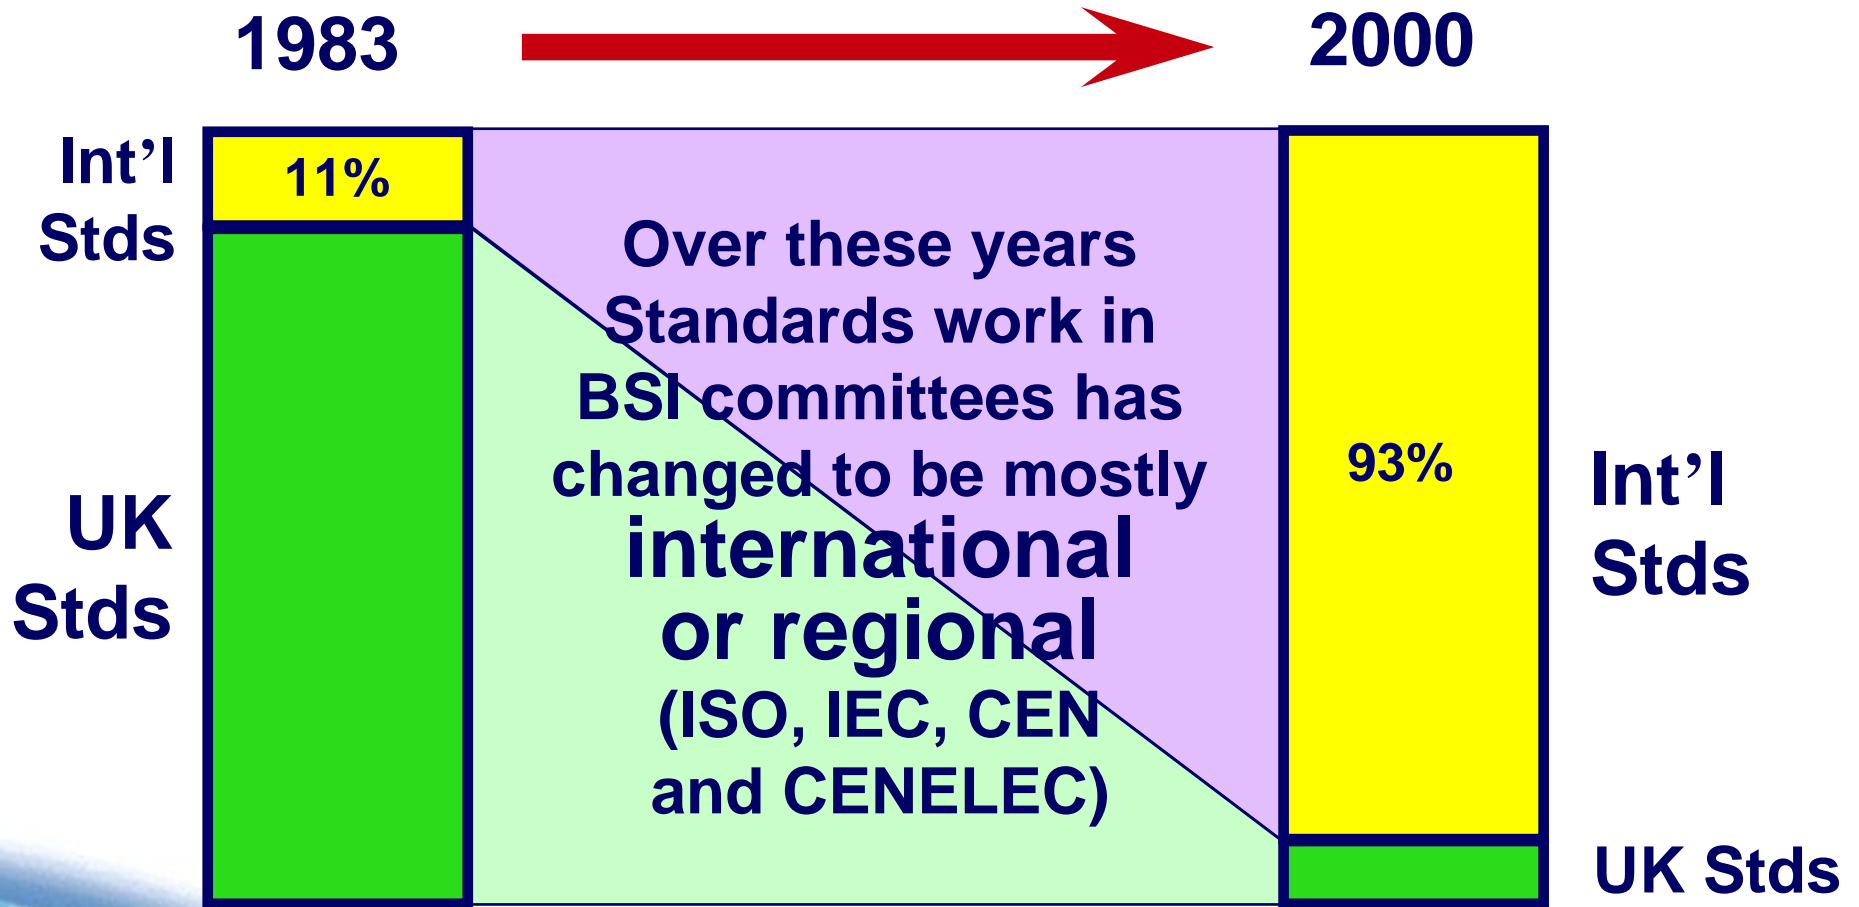 1983
2000
Int’l
Stds
11%
UK
Stds
Over these years
Standards work in
BSI committees has
changed to be mostly
international
or regional
(ISO, IEC, CEN
and CENELEC)
93%
Int’l
Stds
UK Stds